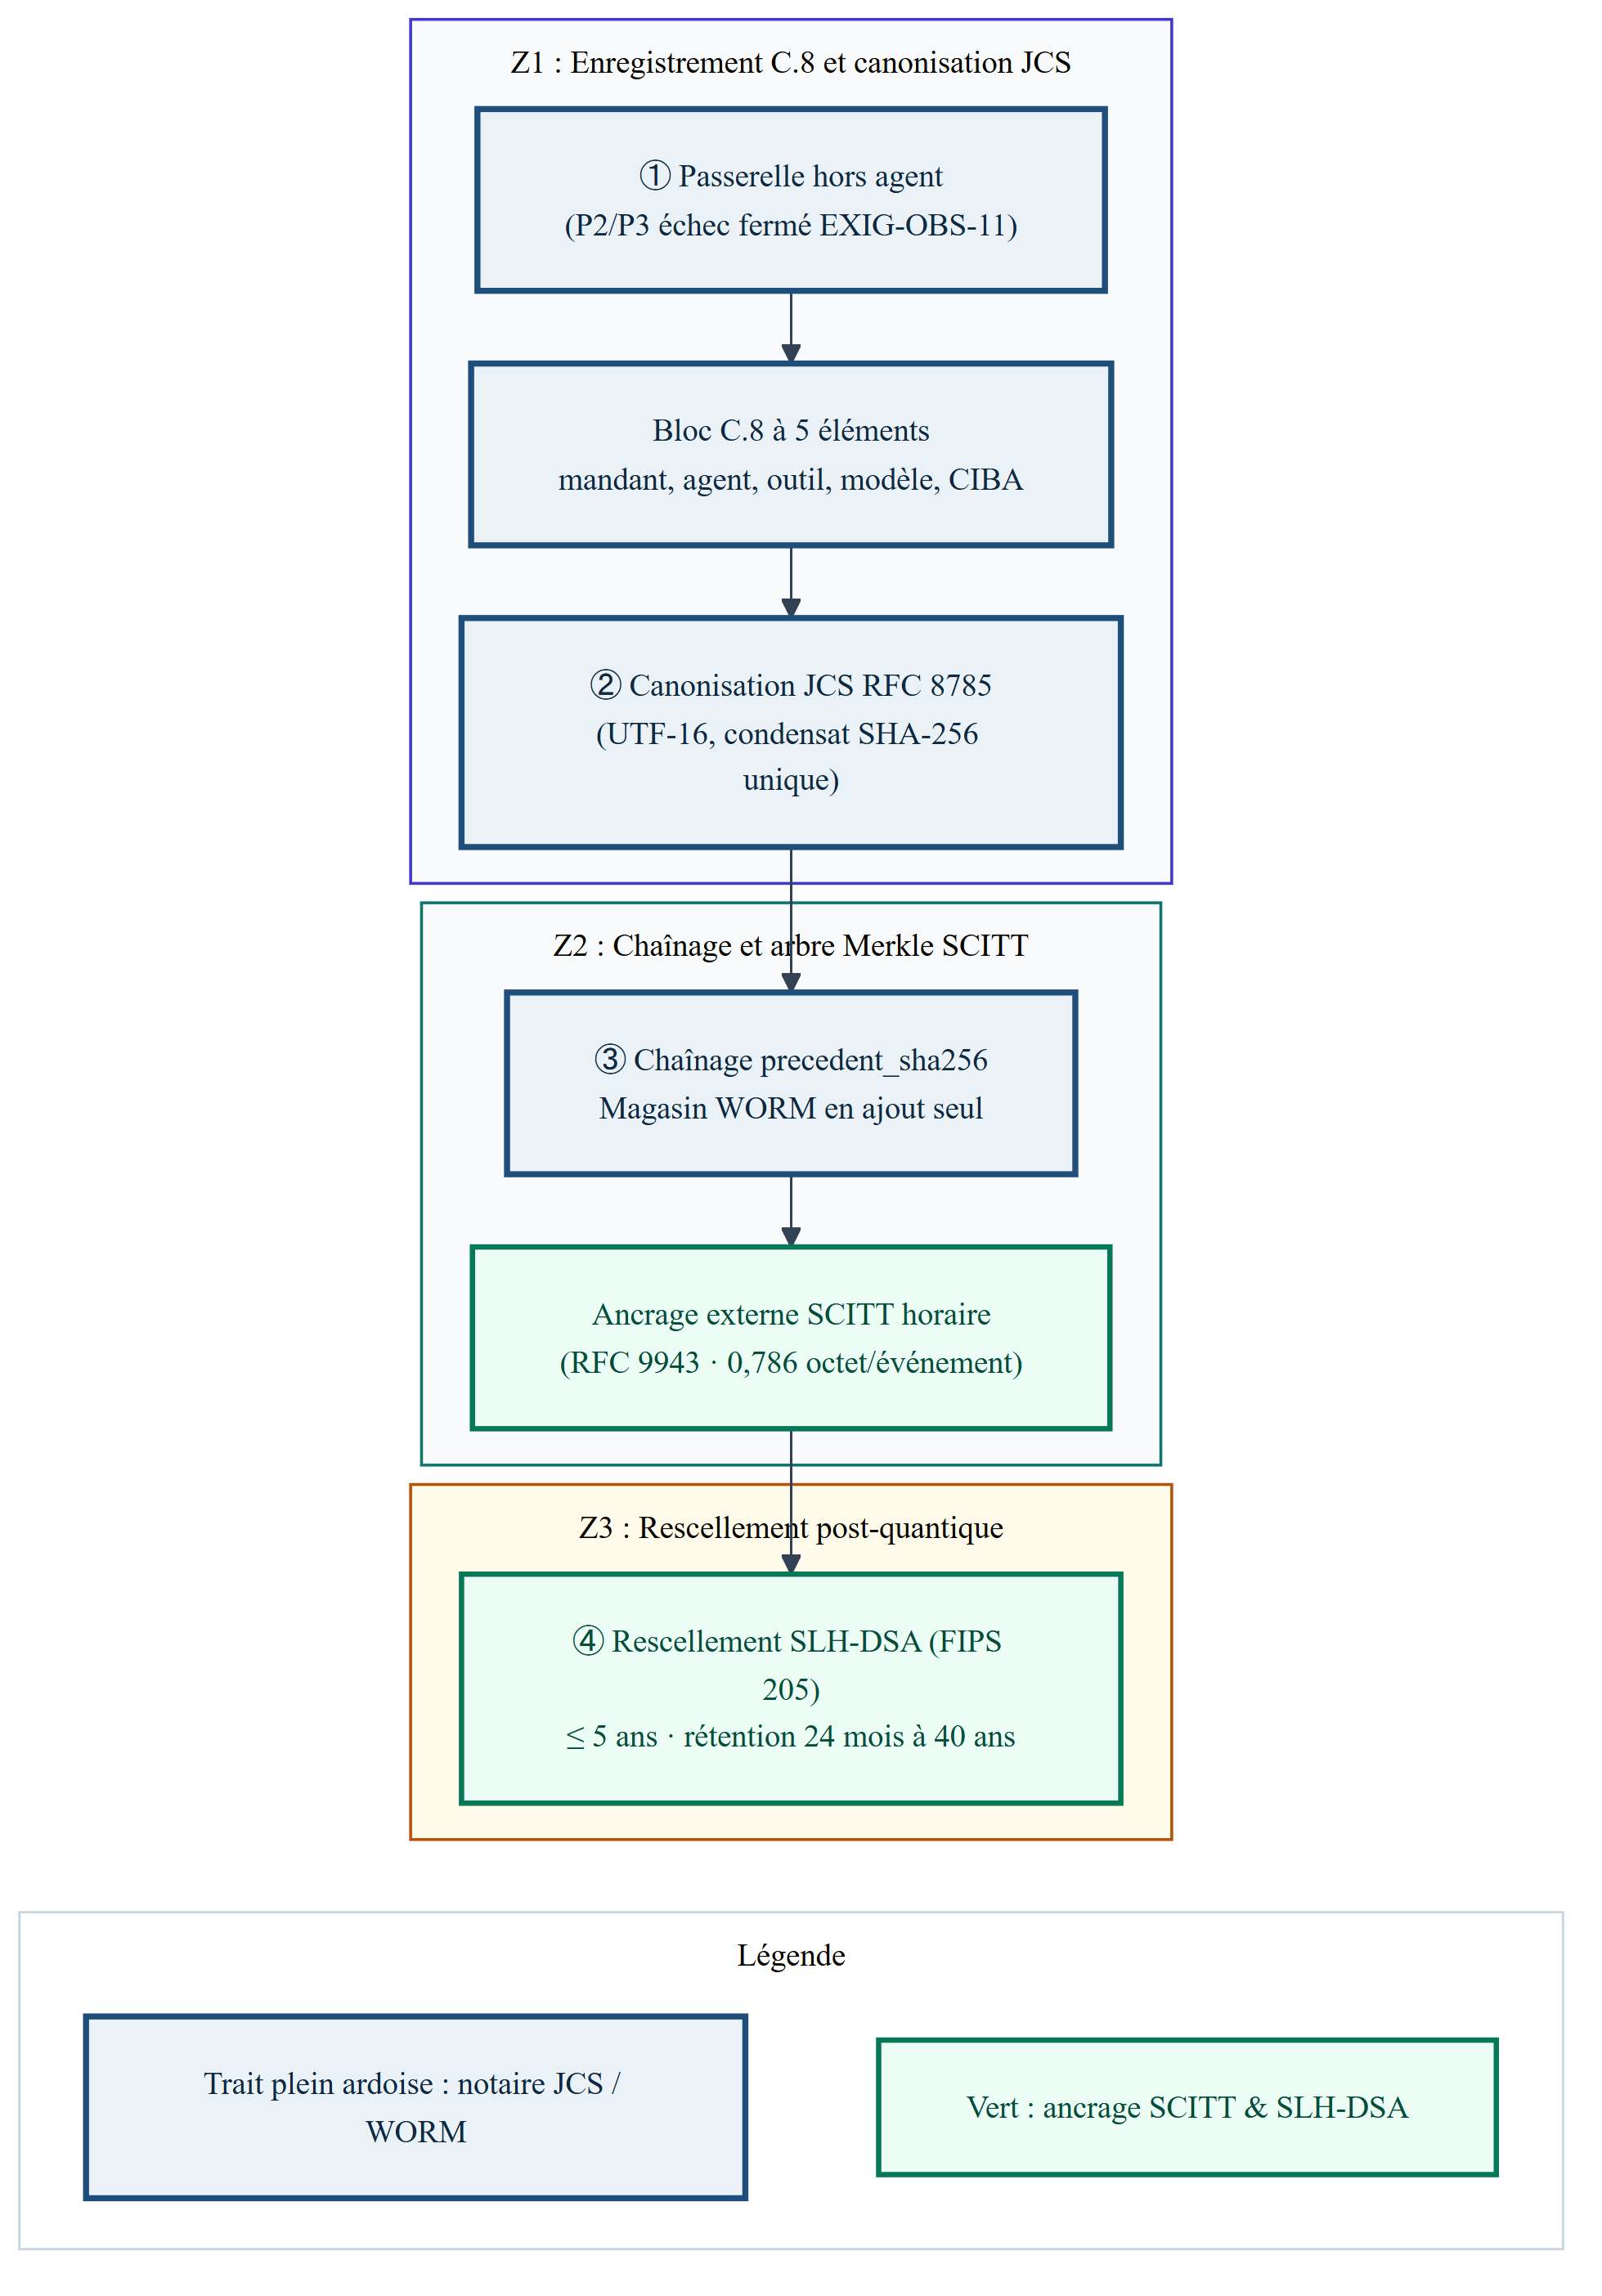 Z1 : Enregistrement C.8 et canonisation JCS
① Passerelle hors agent
(P2/P3 échec fermé EXIG-OBS-11)
Bloc C.8 à 5 éléments
mandant, agent, outil, modèle, CIBA
② Canonisation JCS RFC 8785
(UTF-16, condensat SHA-256
unique)
Z2 : Chaînage et arbre Merkle SCITT
③ Chaînage precedent_sha256
Magasin WORM en ajout seul
Ancrage externe SCITT horaire
(RFC 9943 · 0,786 octet/événement)
Z3 : Rescellement post-quantique
④ Rescellement SLH-DSA (FIPS
205)
≤ 5 ans · rétention 24 mois à 40 ans
Légende
Trait plein ardoise : notaire JCS /
WORM
Vert : ancrage SCITT & SLH-DSA